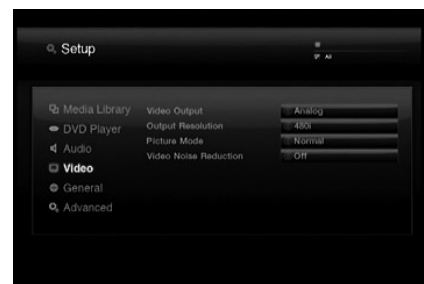 Setup
All
Media Library
DVD Player
Audio
Video
General
Advanced
Video Output Analog
Output Resolution 480i
Picture Mode Normal
Video Noise Reduction Off